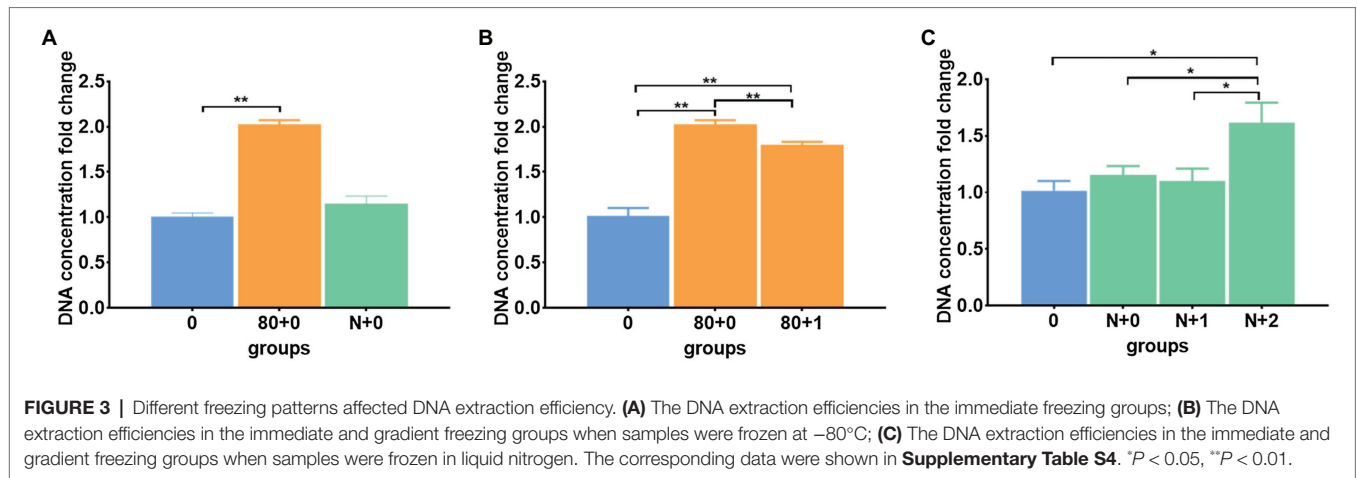 A
DNA concentration fold change
2.5
2.0
1.5
1.0
0.5
0.0
**
0
80+0
N+0
groups
B
DNA concentration fold change
2.5
2.0
1.5
1.0
0.5
0.0
**
**
**
0
80+0
80+1
groups
C
DNA concentration fold change
2.0
1.5
1.0
0.5
0.0
*
*
*
0
N+0
N+1
N+2
groups
FIGURE 3 | Different freezing patterns affected DNA extraction efficiency. (A) The DNA extraction efficiencies in the immediate freezing groups; (B) The DNA
extraction efficiencies in the immediate and gradient freezing groups when samples were frozen at −80°C; (C) The DNA extraction efficiencies in the immediate and
gradient freezing groups when samples were frozen in liquid nitrogen. The corresponding data were shown in Supplementary Table S4. *P < 0.05, **P < 0.01.